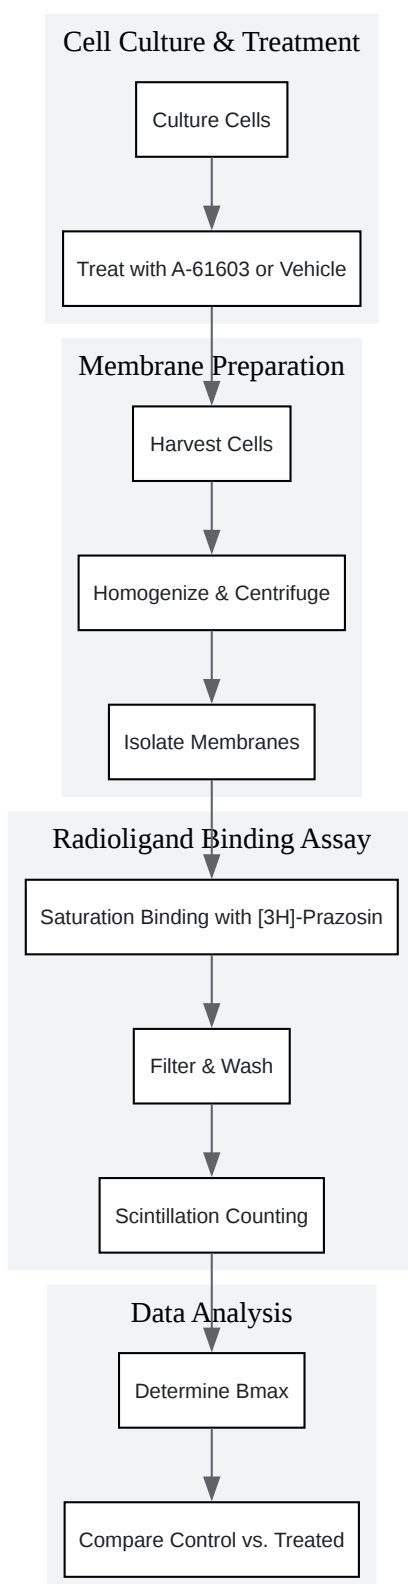 Cell Culture & Treatment
Culture Cells
Treat with A-61603 or Vehicle
Membrane Preparation
Harvest Cells
Homogenize & Centrifuge
Isolate Membranes
Radioligand Binding Assay
Saturation Binding with [3H]-Prazosin
Filter & Wash
Scintillation Counting
Data Analysis
Determine Bmax
Compare Control vs. Treated